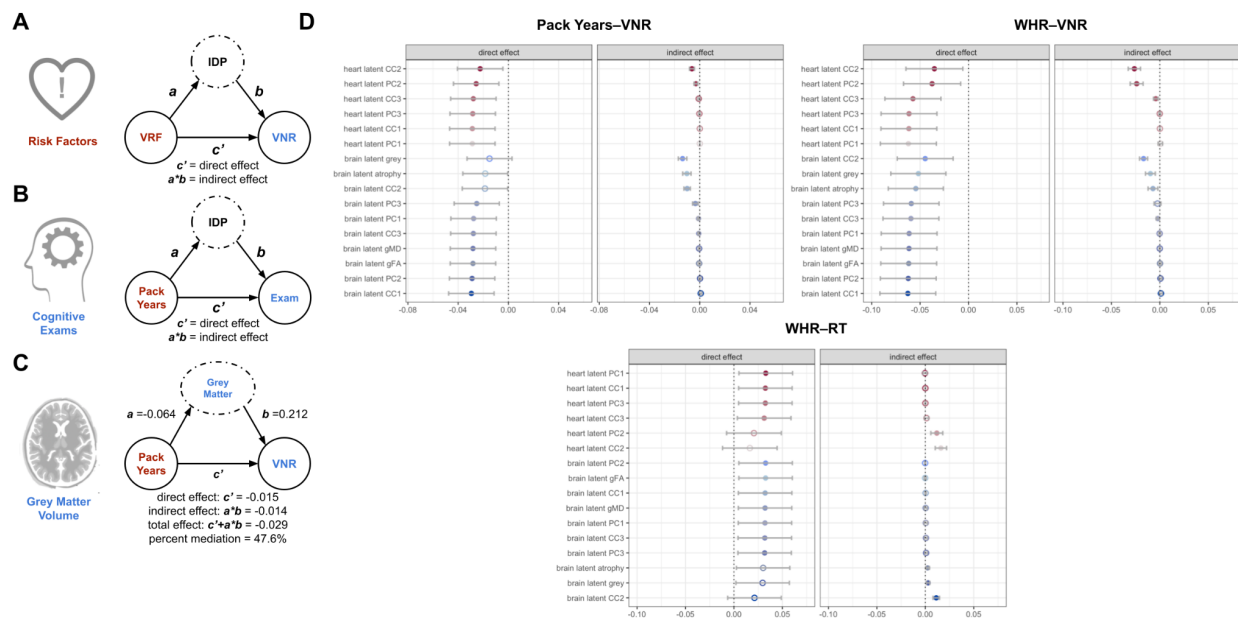 A
!
Risk Factors
IDP
a
b
VRF
c'
VNR
c' = direct effect
a*b = indirect effect
B
Cognitive
Exams
IDP
a
b
Pack
Years
c'
Exam
c' = direct effect
a*b = indirect effect
C
Grey Matter
Volume
Grey
Matter
a =-0.064
b =0.212
Pack
Years
c'
VNR
direct effect: c' = -0.015
indirect effect: a*b = -0.014
total effect: c'+a*b = -0.029
percent mediation = 47.6%
D
Pack Years–VNR
direct effect
indirect effect
heart latent CC2
heart latent PC2
heart latent CC3
heart latent PC3
heart latent CC1
heart latent PC1
brain latent grey
brain latent atrophy
brain latent CC2
brain latent PC3
brain latent PC1
brain latent CC3
brain latent gMD
brain latent gFA
brain latent PC2
brain latent CC1
-0.08 -0.04 0.00 0.04 -0.08 -0.04 0.00 0.04
WHR–VNR
direct effect
indirect effect
heart latent CC2
heart latent PC2
heart latent CC3
heart latent PC3
heart latent CC1
heart latent PC1
brain latent CC2
brain latent grey
brain latent atrophy
brain latent PC3
brain latent CC3
brain latent PC1
brain latent gMD
brain latent gFA
brain latent PC2
brain latent CC1
-0.10 -0.05 0.00 0.05 -0.10 -0.05 0.00 0.05
WHR–RT
direct effect
indirect effect
heart latent PC1
heart latent CC1
heart latent PC3
heart latent CC3
heart latent PC2
heart latent CC2
brain latent PC2
brain latent gFA
brain latent CC1
brain latent gMD
brain latent PC1
brain latent CC3
brain latent PC3
brain latent atrophy
brain latent grey
brain latent CC2
-0.10 -0.05 0.00 0.05 -0.10 -0.05 0.00 0.05